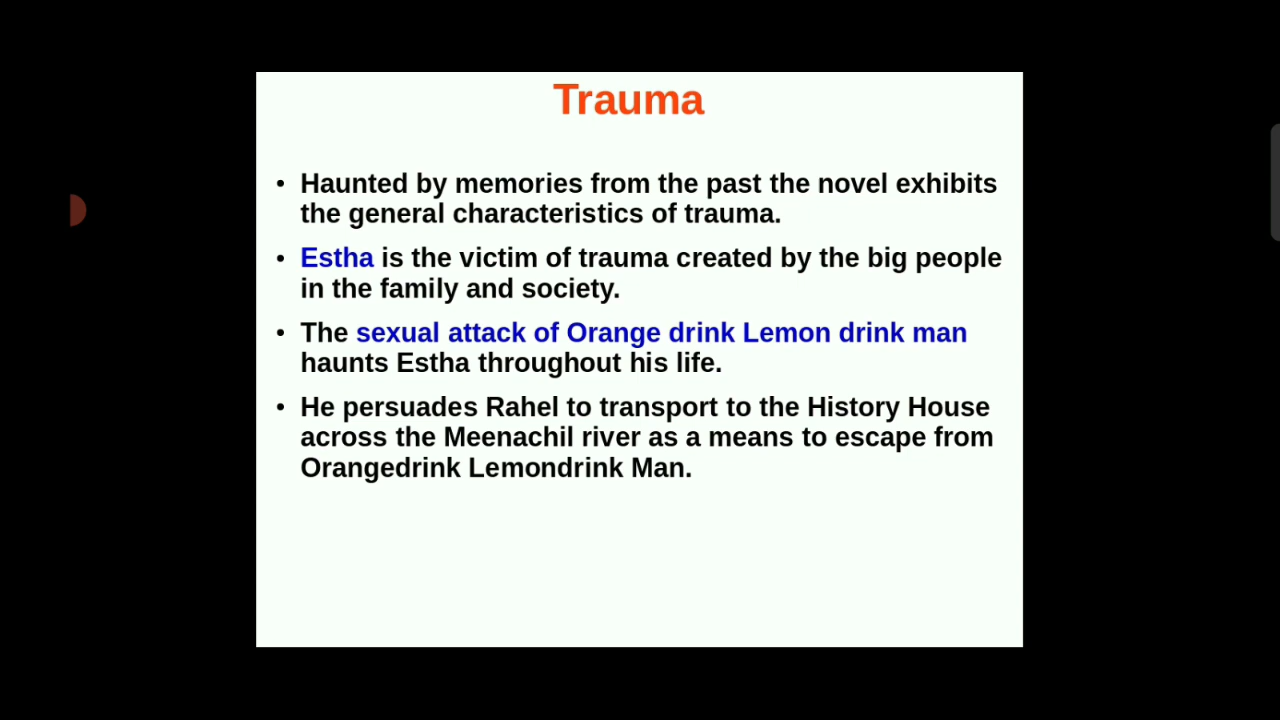 Trauma
• Haunted by memories from the past the novel exhibits
the general characteristics of trauma.
• Estha is the victim of trauma created by the big people
in the family and society.
• The sexual attack of Orange drink Lemon drink man
haunts Estha throughout his life.
• He persuades Rahel to transport to the History House
across the Meenachil river as a means to escape from
Orangedrink Lemondrink Man.